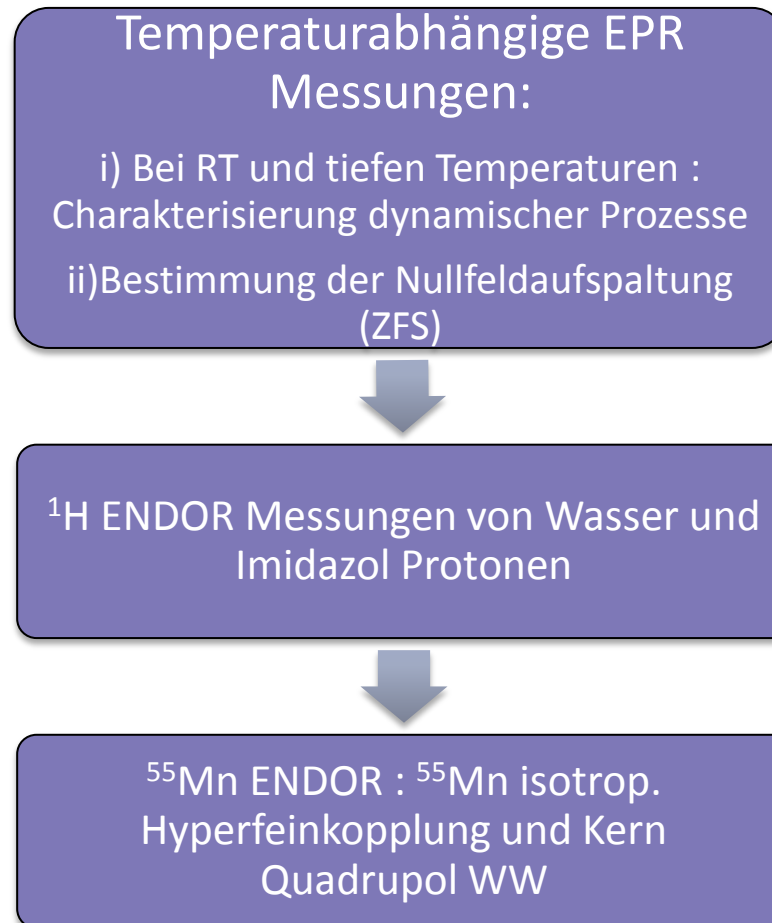 Temperaturabhängige EPR
Messungen:
i) Bei RT und tiefen Temperaturen :
Charakterisierung dynamischer Prozesse
ii)Bestimmung der Nullfeldaufspaltung
(ZFS)
¹H ENDOR Messungen von Wasser und
Imidazol Protonen
⁵⁵Mn ENDOR : ⁵⁵Mn isotrop.
Hyperfeinkopplung und Kern
Quadrupol WW